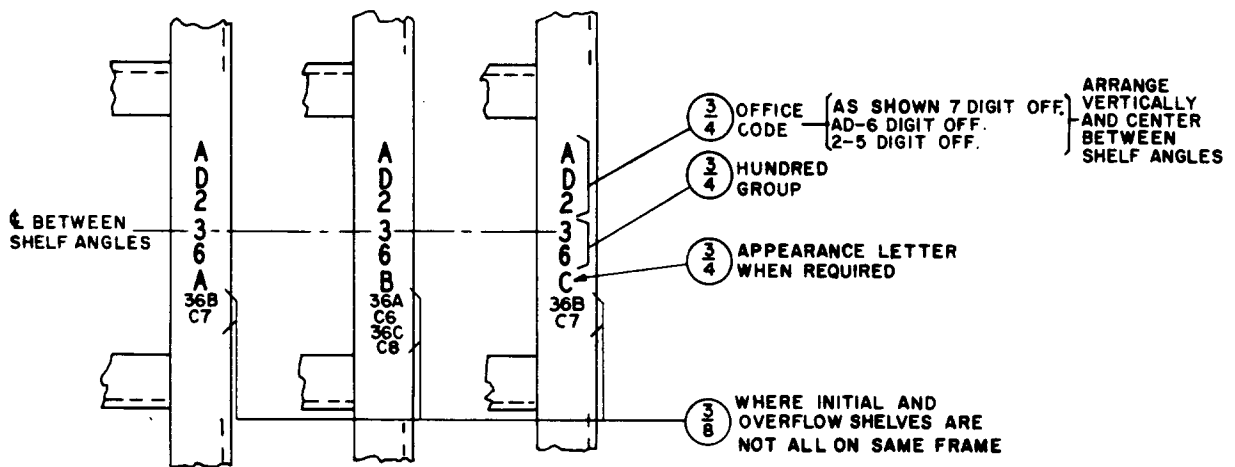 A
D
2
3
6
A
36B
C7
A
D
2
3
6
B
36A
C6
36C
C8
A
D
2
3
6
C
36B
C7
℄ BETWEEN
SHELF ANGLES
3/4 OFFICE
CODE
AS SHOWN 7 DIGIT OFF.
AD-6 DIGIT OFF.
2-5 DIGIT OFF.
ARRANGE
VERTICALLY
AND CENTER
BETWEEN
SHELF ANGLES
3/4 HUNDRED
GROUP
3/4 APPEARANCE LETTER
WHEN REQUIRED
3/8 WHERE INITIAL AND
OVERFLOW SHELVES ARE
NOT ALL ON SAME FRAME